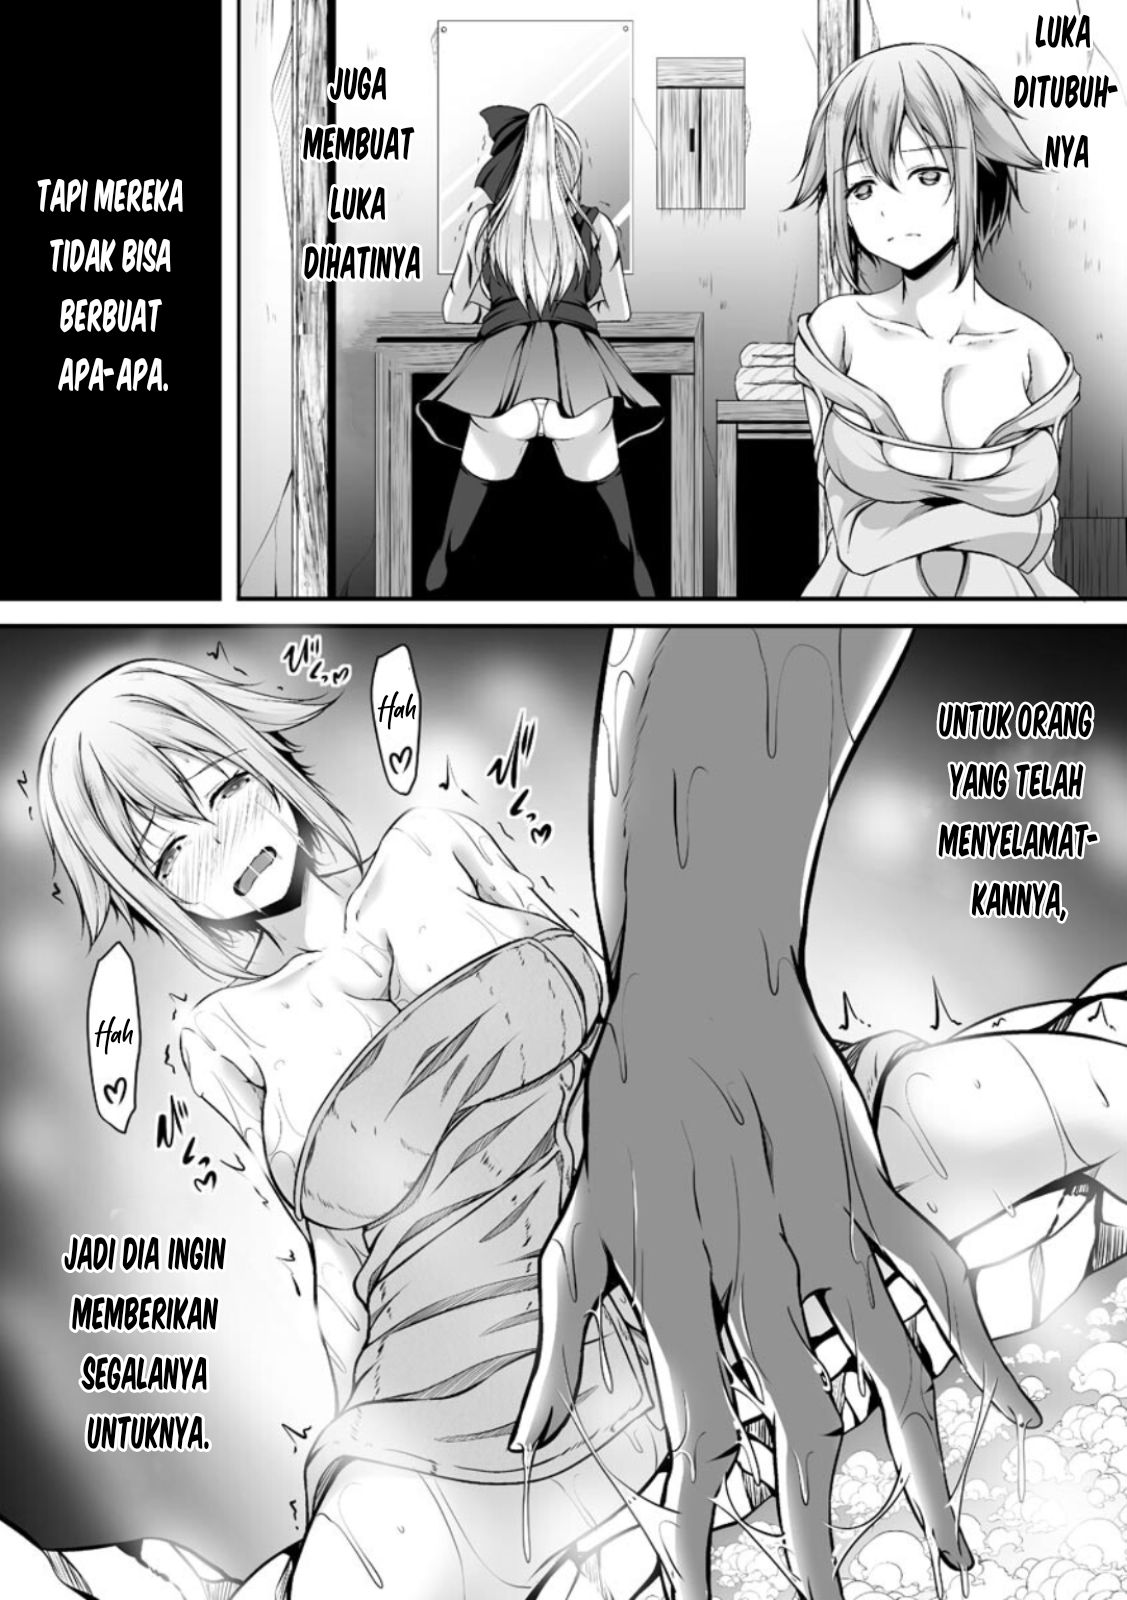 LUKA
DITUBUH-
NYA
JUGA
MEMBUAT
LUKA
DIHATINYA
TAPI MEREKA
TIDAK BISA
BERBUAT
APA-APA.
UNTUK ORANG
YANG TELAH
MENYELAMAT-
KANNYA,
Hah
Hah
JADI DIA INGIN
MEMBERIKAN
SEGALANYA
UNTUKNYA.